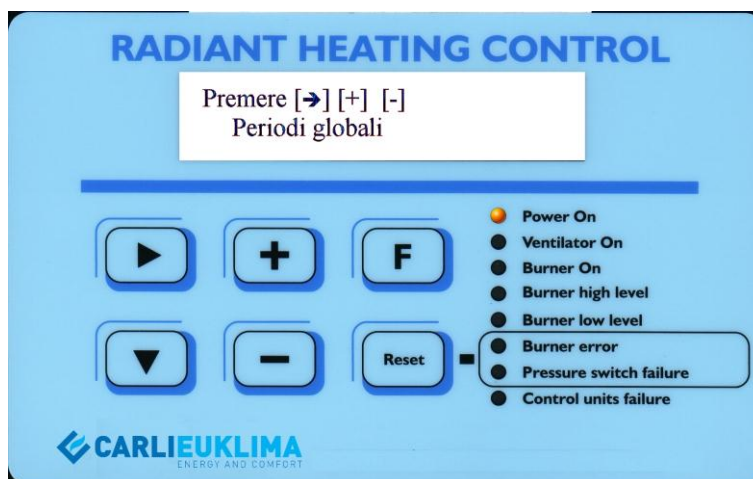 RADIANT HEATING CONTROL
Premere [➔] [+] [-]
Periodi globali
Power On
Ventilator On
F
Burner On
Burner high level
Burner low level
Burner error
Reset
Pressure switch failure
Control units failure
CARLIEUKLIMA
ENERGY AND COMFORT